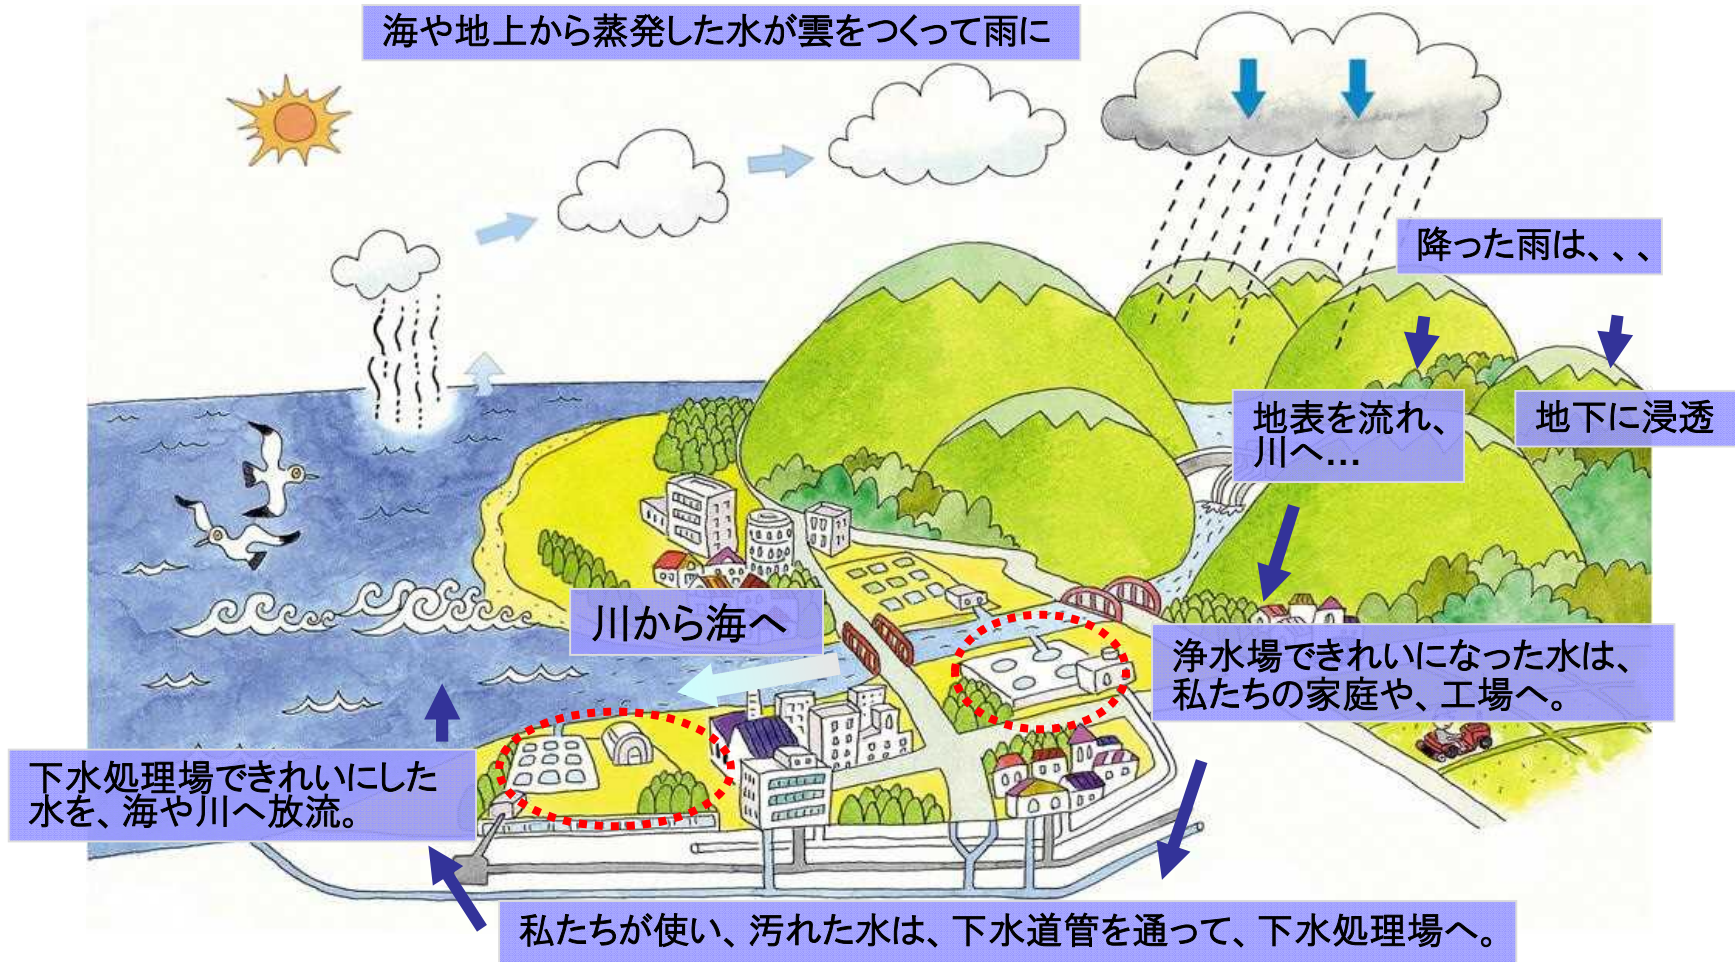 海や地上から蒸発した水が雲をつくって雨に
降った雨は、、、
地表を流れ、
川へ…
地下に浸透
川から海へ
浄水場できれいになった水は、
私たちの家庭や、工場へ。
下水処理場できれいにした
水を、海や川へ放流。
私たちが使い、汚れた水は、下水道管を通って、下水処理場へ。